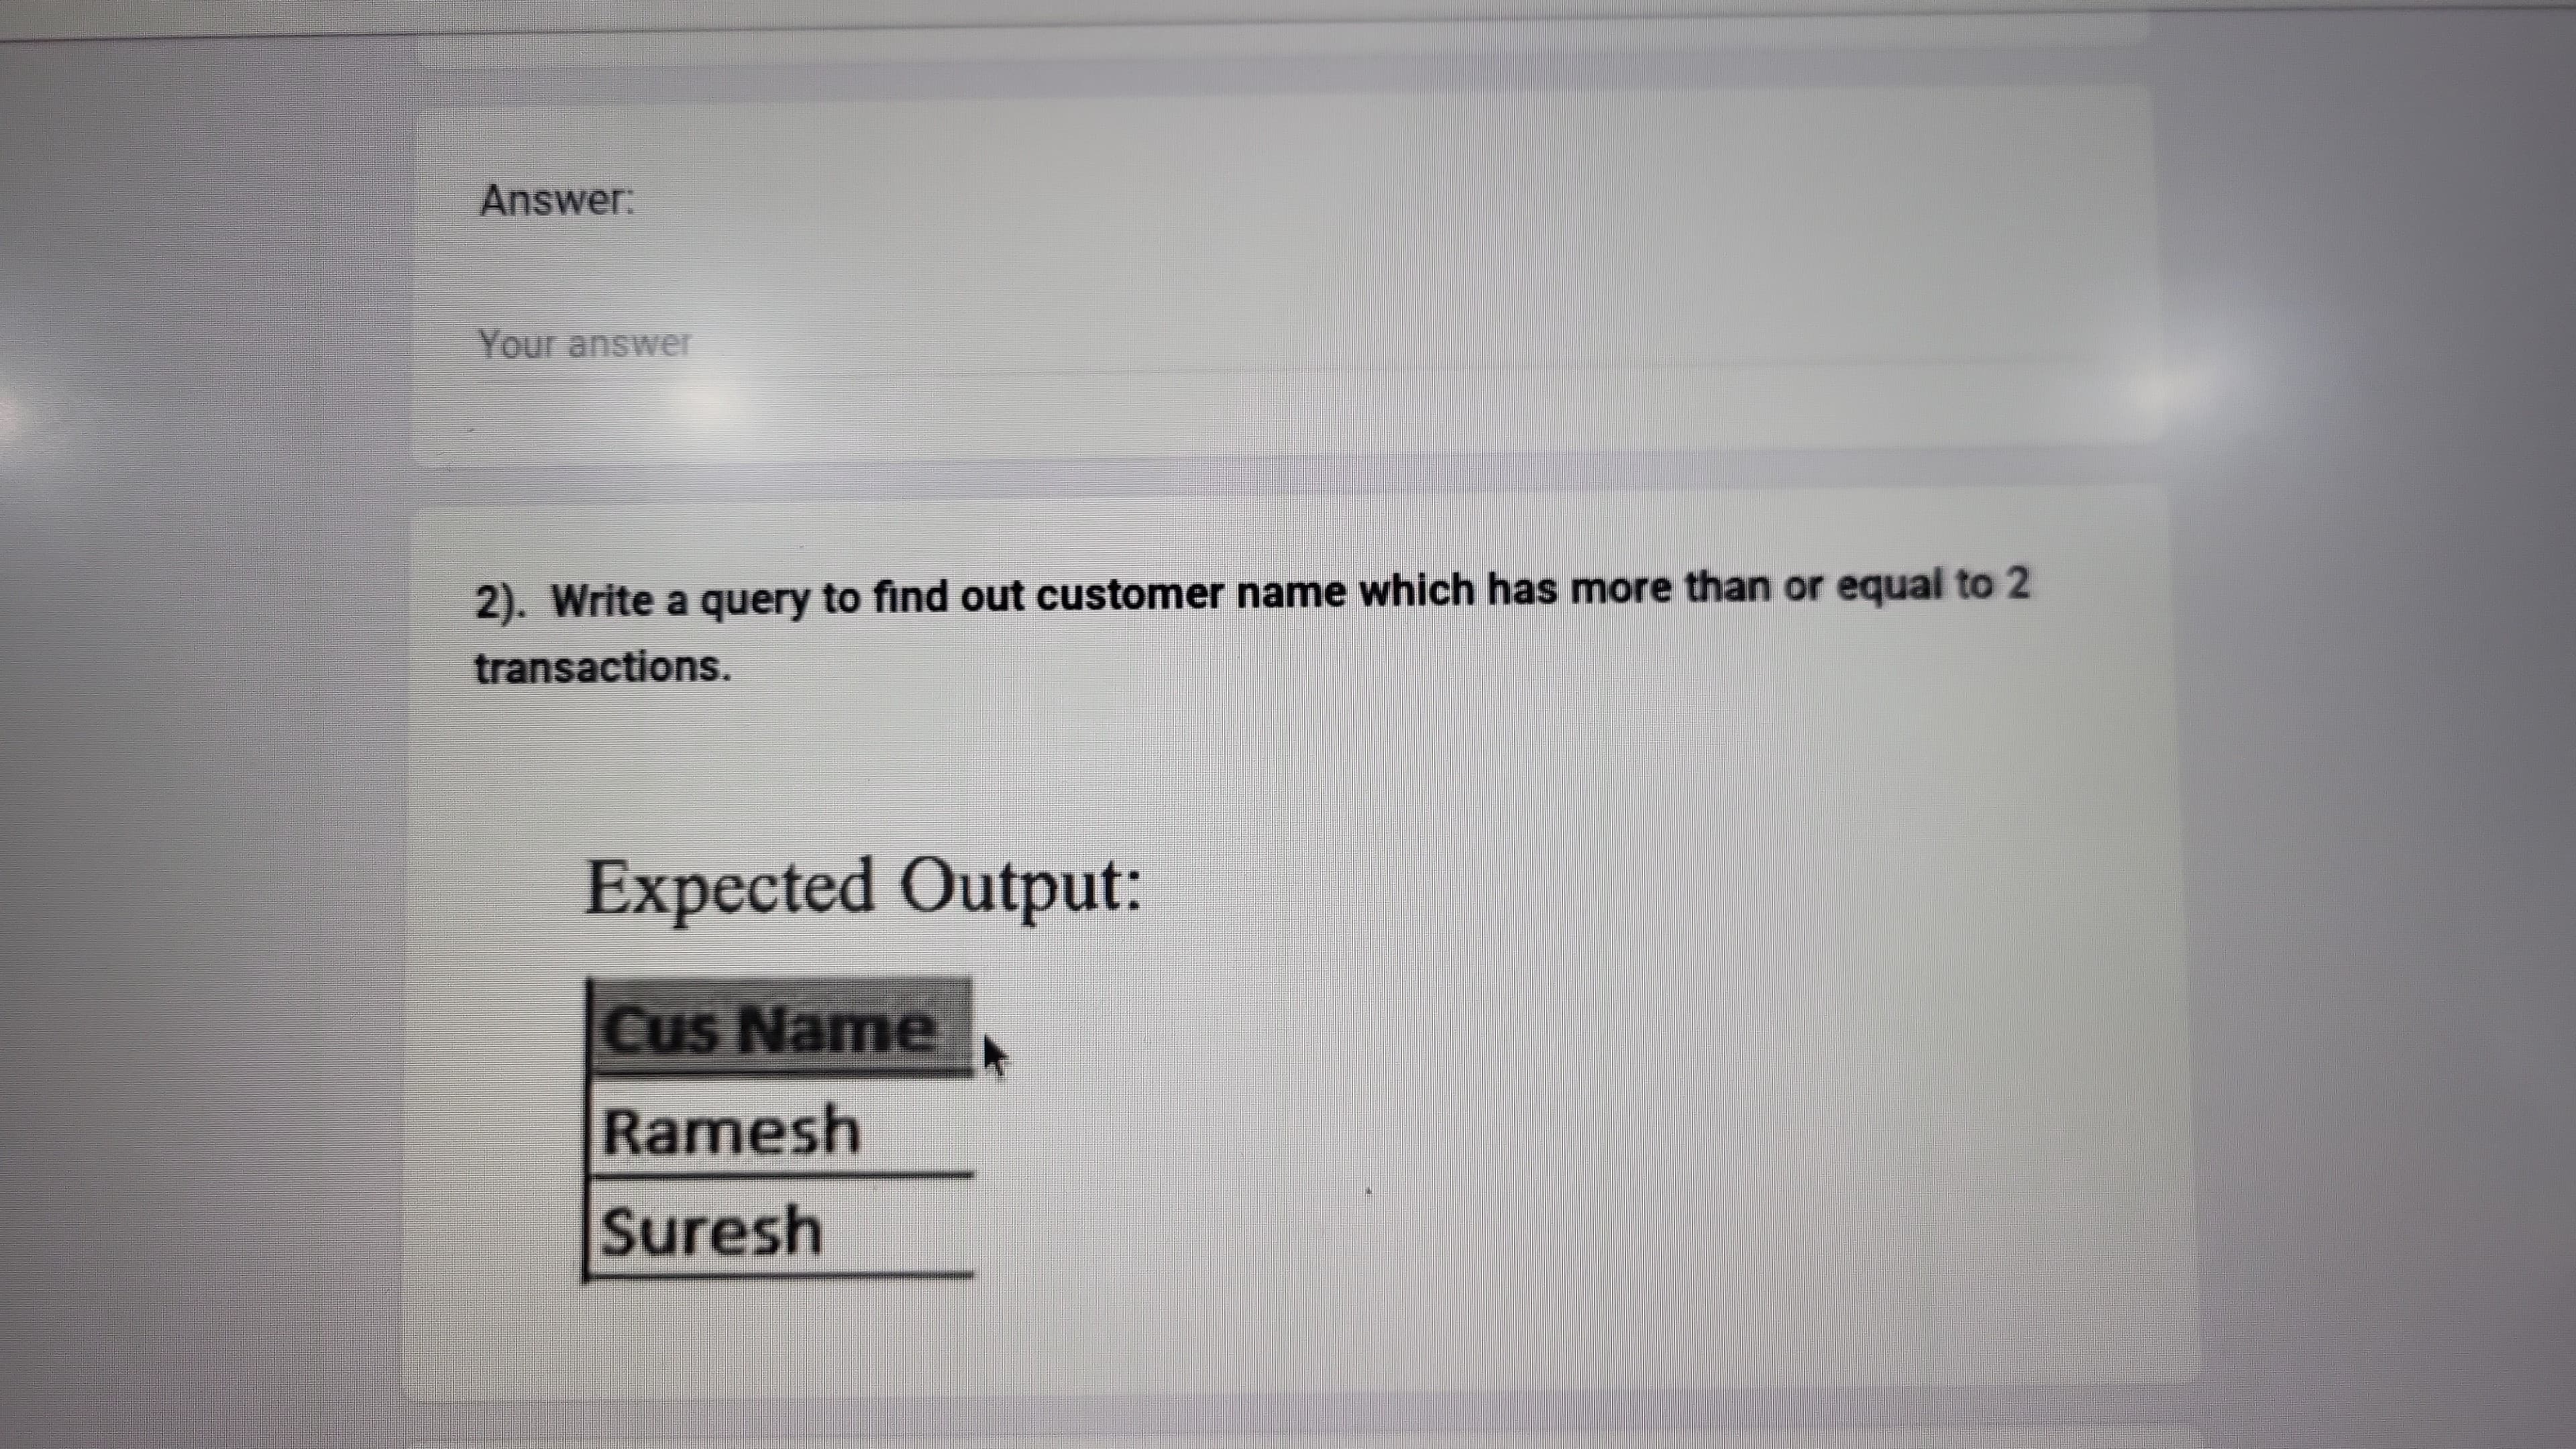 Answer:
Your answer
2). Write a query to find out customer name which has more than or equal to 2
transactions.
Expected Output:
Cus Name
Ramesh
Suresh